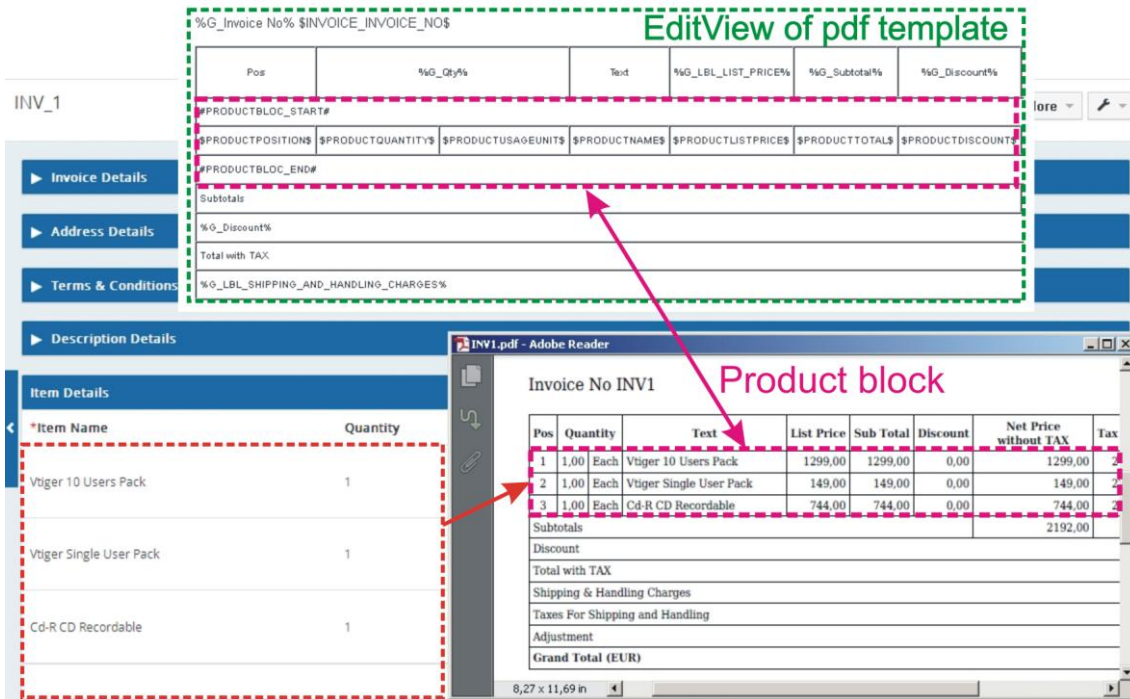 %G_Invoice No% $INVOICE_INVOICE_NO$
EditView of pdf template
Pos %G_Qty% Text %G_LBL_LIST_PRICE% %G_Subtotal% %G_Discount%
#PRODUCTBLOC_START#
$PRODUCTPOSITION$ $PRODUCTQUANTITY$ $PRODUCTUSAGEUNIT$ $PRODUCTNAME$ $PRODUCTLISTPRICE$ $PRODUCTTOTAL$ $PRODUCTDISCOUNT$
#PRODUCTBLOC_END#
Subtotals
%G_Discount%
Total with TAX
%G_LBL_SHIPPING_AND_HANDLING_CHARGES%
INV_1
Invoice Details
Address Details
Terms & Conditions
Description Details
Item Details
*Item Name Quantity
Vtiger 10 Users Pack 1
Vtiger Single User Pack 1
Cd-R CD Recordable 1
INV1.pdf - Adobe Reader
Invoice No INV1
Product block
Pos Quantity Text List Price Sub Total Discount Net Price without TAX Tax
1 1,00 Each Vtiger 10 Users Pack 1299,00 1299,00 0,00 1299,00 2
2 1,00 Each Vtiger Single User Pack 149,00 149,00 0,00 149,00 2
3 1,00 Each Cd-R CD Recordable 744,00 744,00 0,00 744,00 2
Subtotals 2192,00
Discount
Total with TAX
Shipping & Handling Charges
Taxes For Shipping and Handling
Adjustment
Grand Total (EUR)
8,27 x 11,69 in